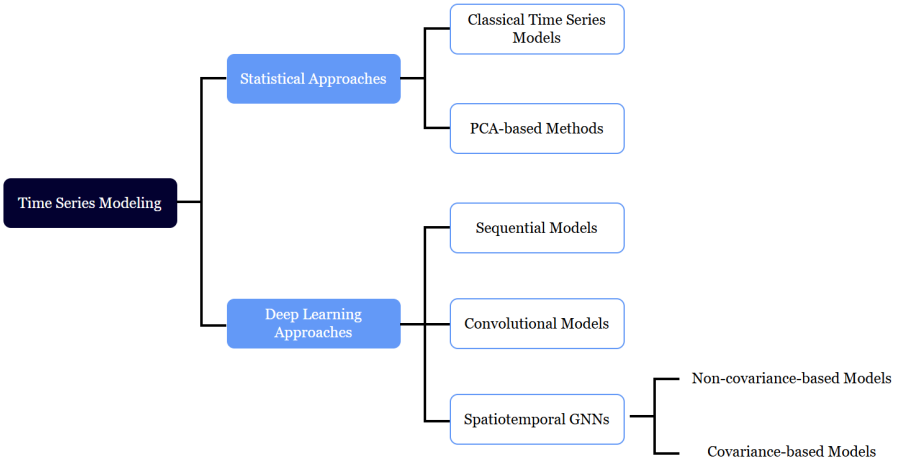 Time Series Modeling
Statistical Approaches
Classical Time Series
Models
PCA-based Methods
Deep Learning
Approaches
Sequential Models
Convolutional Models
Spatiotemporal GNNs
Non-covariance-based Models
Covariance-based Models